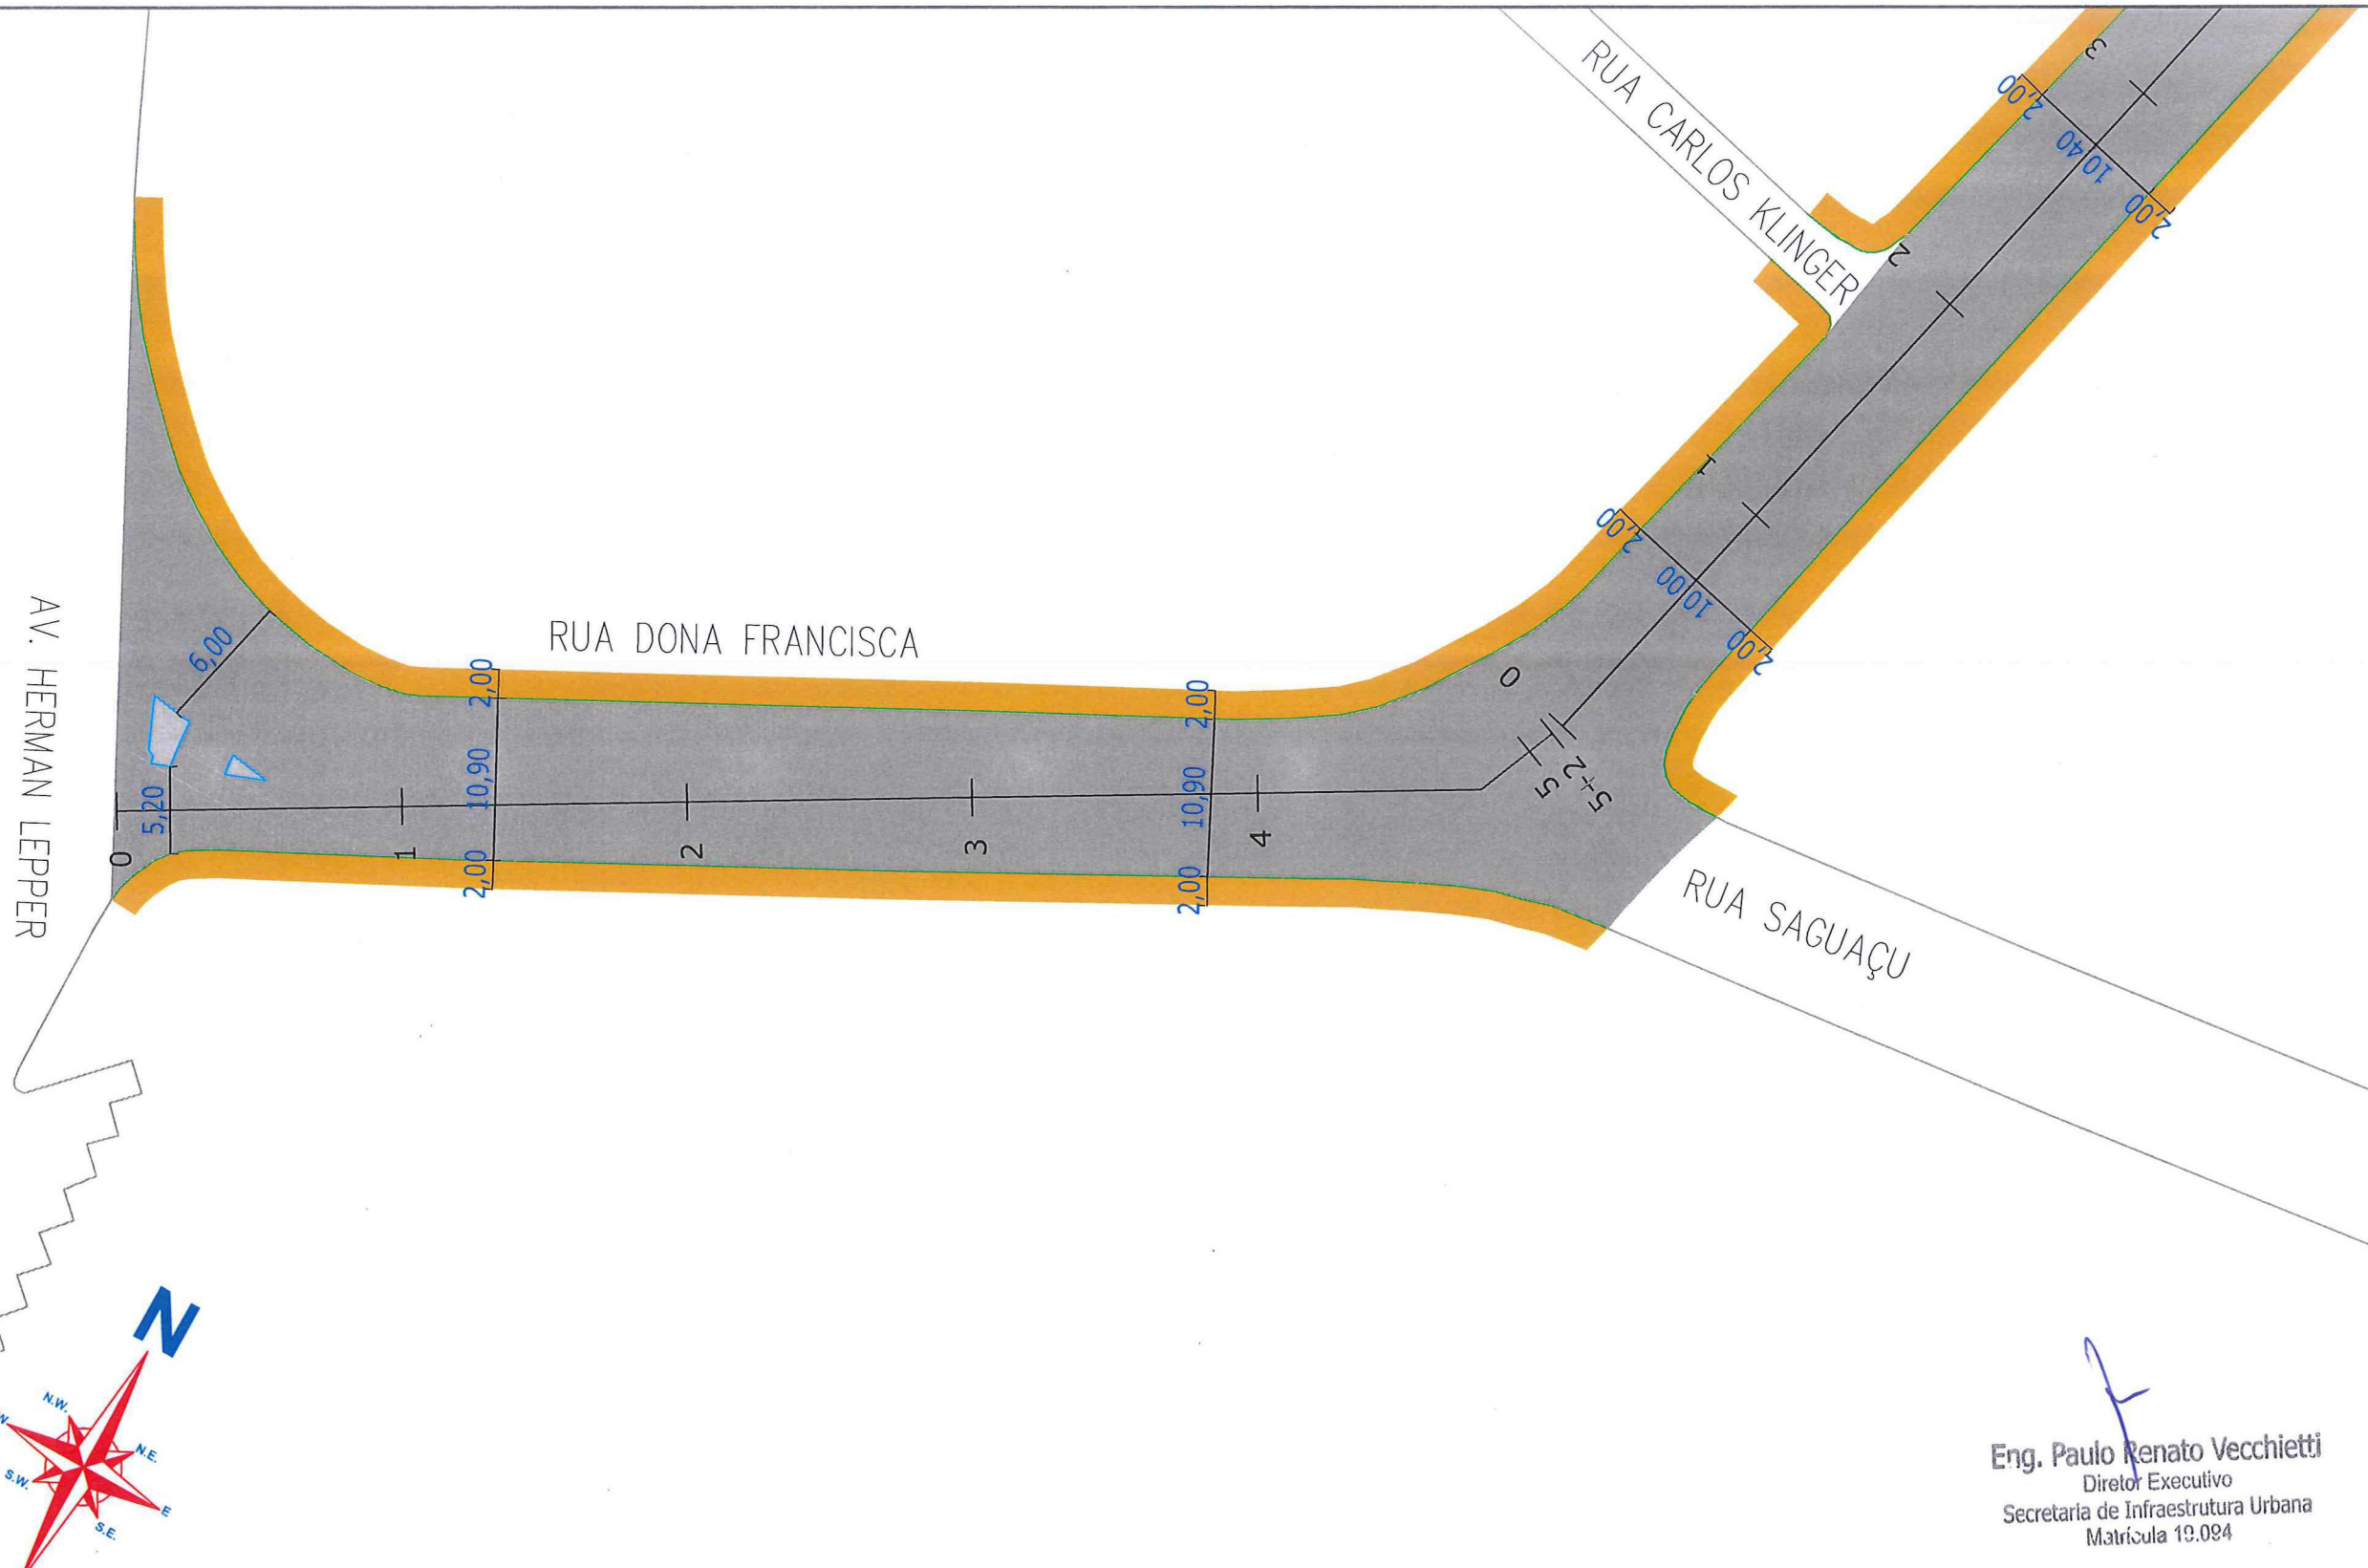 RUA CARLOS KLINGER
3
2,00
10,40
2,00
2
1
2,00
10,00
2,00
0
AV. HERMAN LEPPER
RUA DONA FRANCISCA
6,00
5,20
2,00
10,90
2,00
2,00
10,90
2,00
0
1
2
3
4
5
5+2
RUA SAGUAÇU
N
N.W.
N.E.
S.W.
E
S.E.
Eng. Paulo Renato Vecchietti
Diretor Executivo
Secretaria de Infraestrutura Urbana
Matrícula 19.094